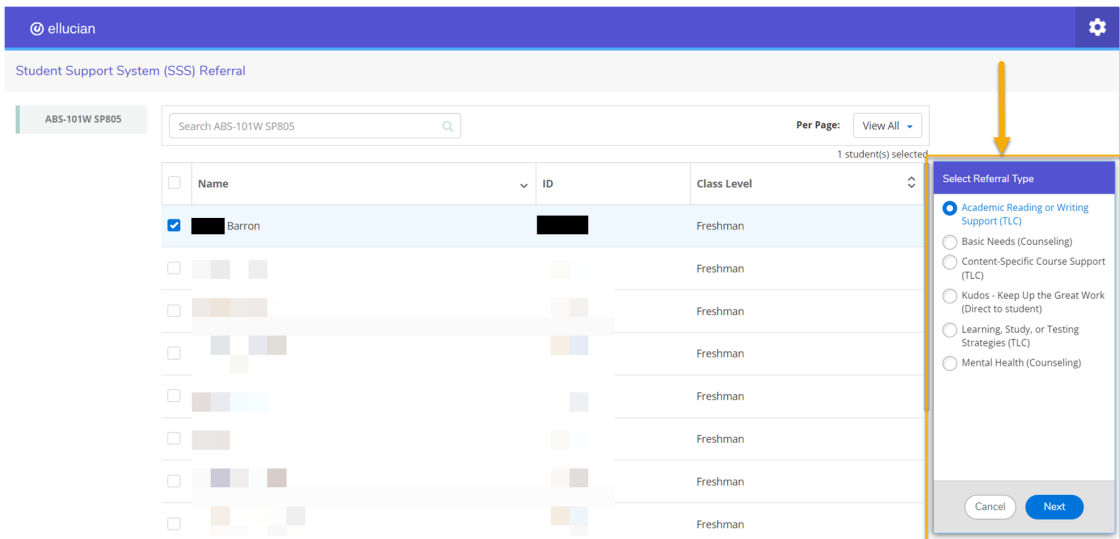 ellucian
Student Support System (SSS) Referral
ABS-101W SP805
Search ABS-101W SP805
Per Page:
View All
1 student(s) selected
Name
ID
Class Level
Barron
Freshman
Freshman
Freshman
Freshman
Freshman
Freshman
Freshman
Freshman
Select Referral Type
Academic Reading or Writing
Support (TLC)
Basic Needs (Counseling)
Content-Specific Course Support
(TLC)
Kudos - Keep Up the Great Work
(Direct to student)
Learning, Study, or Testing
Strategies (TLC)
Mental Health (Counseling)
Cancel
Next